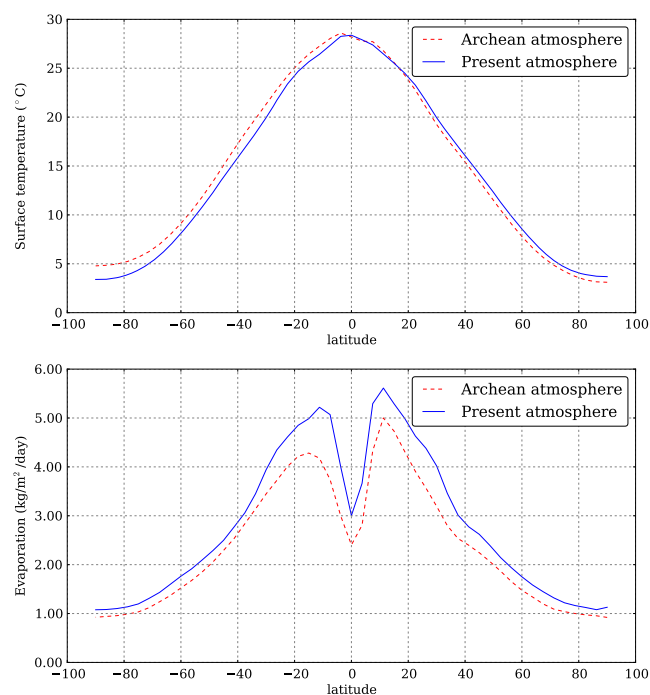 30
25
20
15
10
5
0
Surface temperature (°C)
Archean atmosphere
Present atmosphere
−100 −80 −60 −40 −20 0 20 40 60 80 100
latitude
6.00
5.00
4.00
3.00
2.00
1.00
0.00
Evaporation (kg/m² /day)
Archean atmosphere
Present atmosphere
−100 −80 −60 −40 −20 0 20 40 60 80 100
latitude